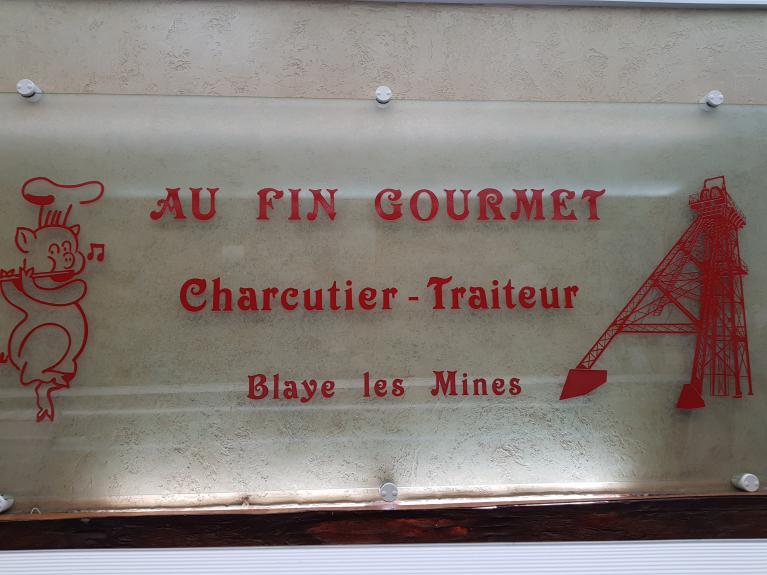 AU FIN GOURMET
Charcutier - Traiteur
Blaye les Mines